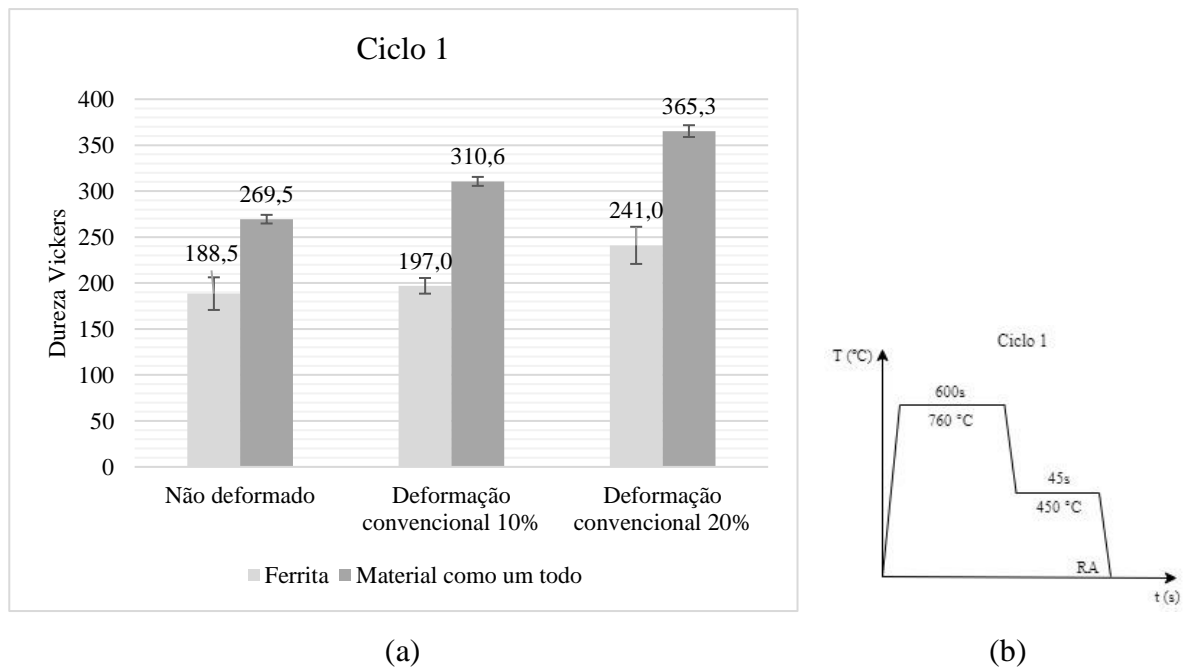 Ciclo 1
Dureza Vickers
400
350
300
250
200
150
100
50
0
188,5
269,5
197,0
310,6
241,0
365,3
Não deformado
Deformação
convencional 10%
Deformação
convencional 20%
Ferrita
Material como um todo
(a)
Ciclo 1
T (°C)
600s
760 °C
45s
450 °C
RA
t (s)
(b)